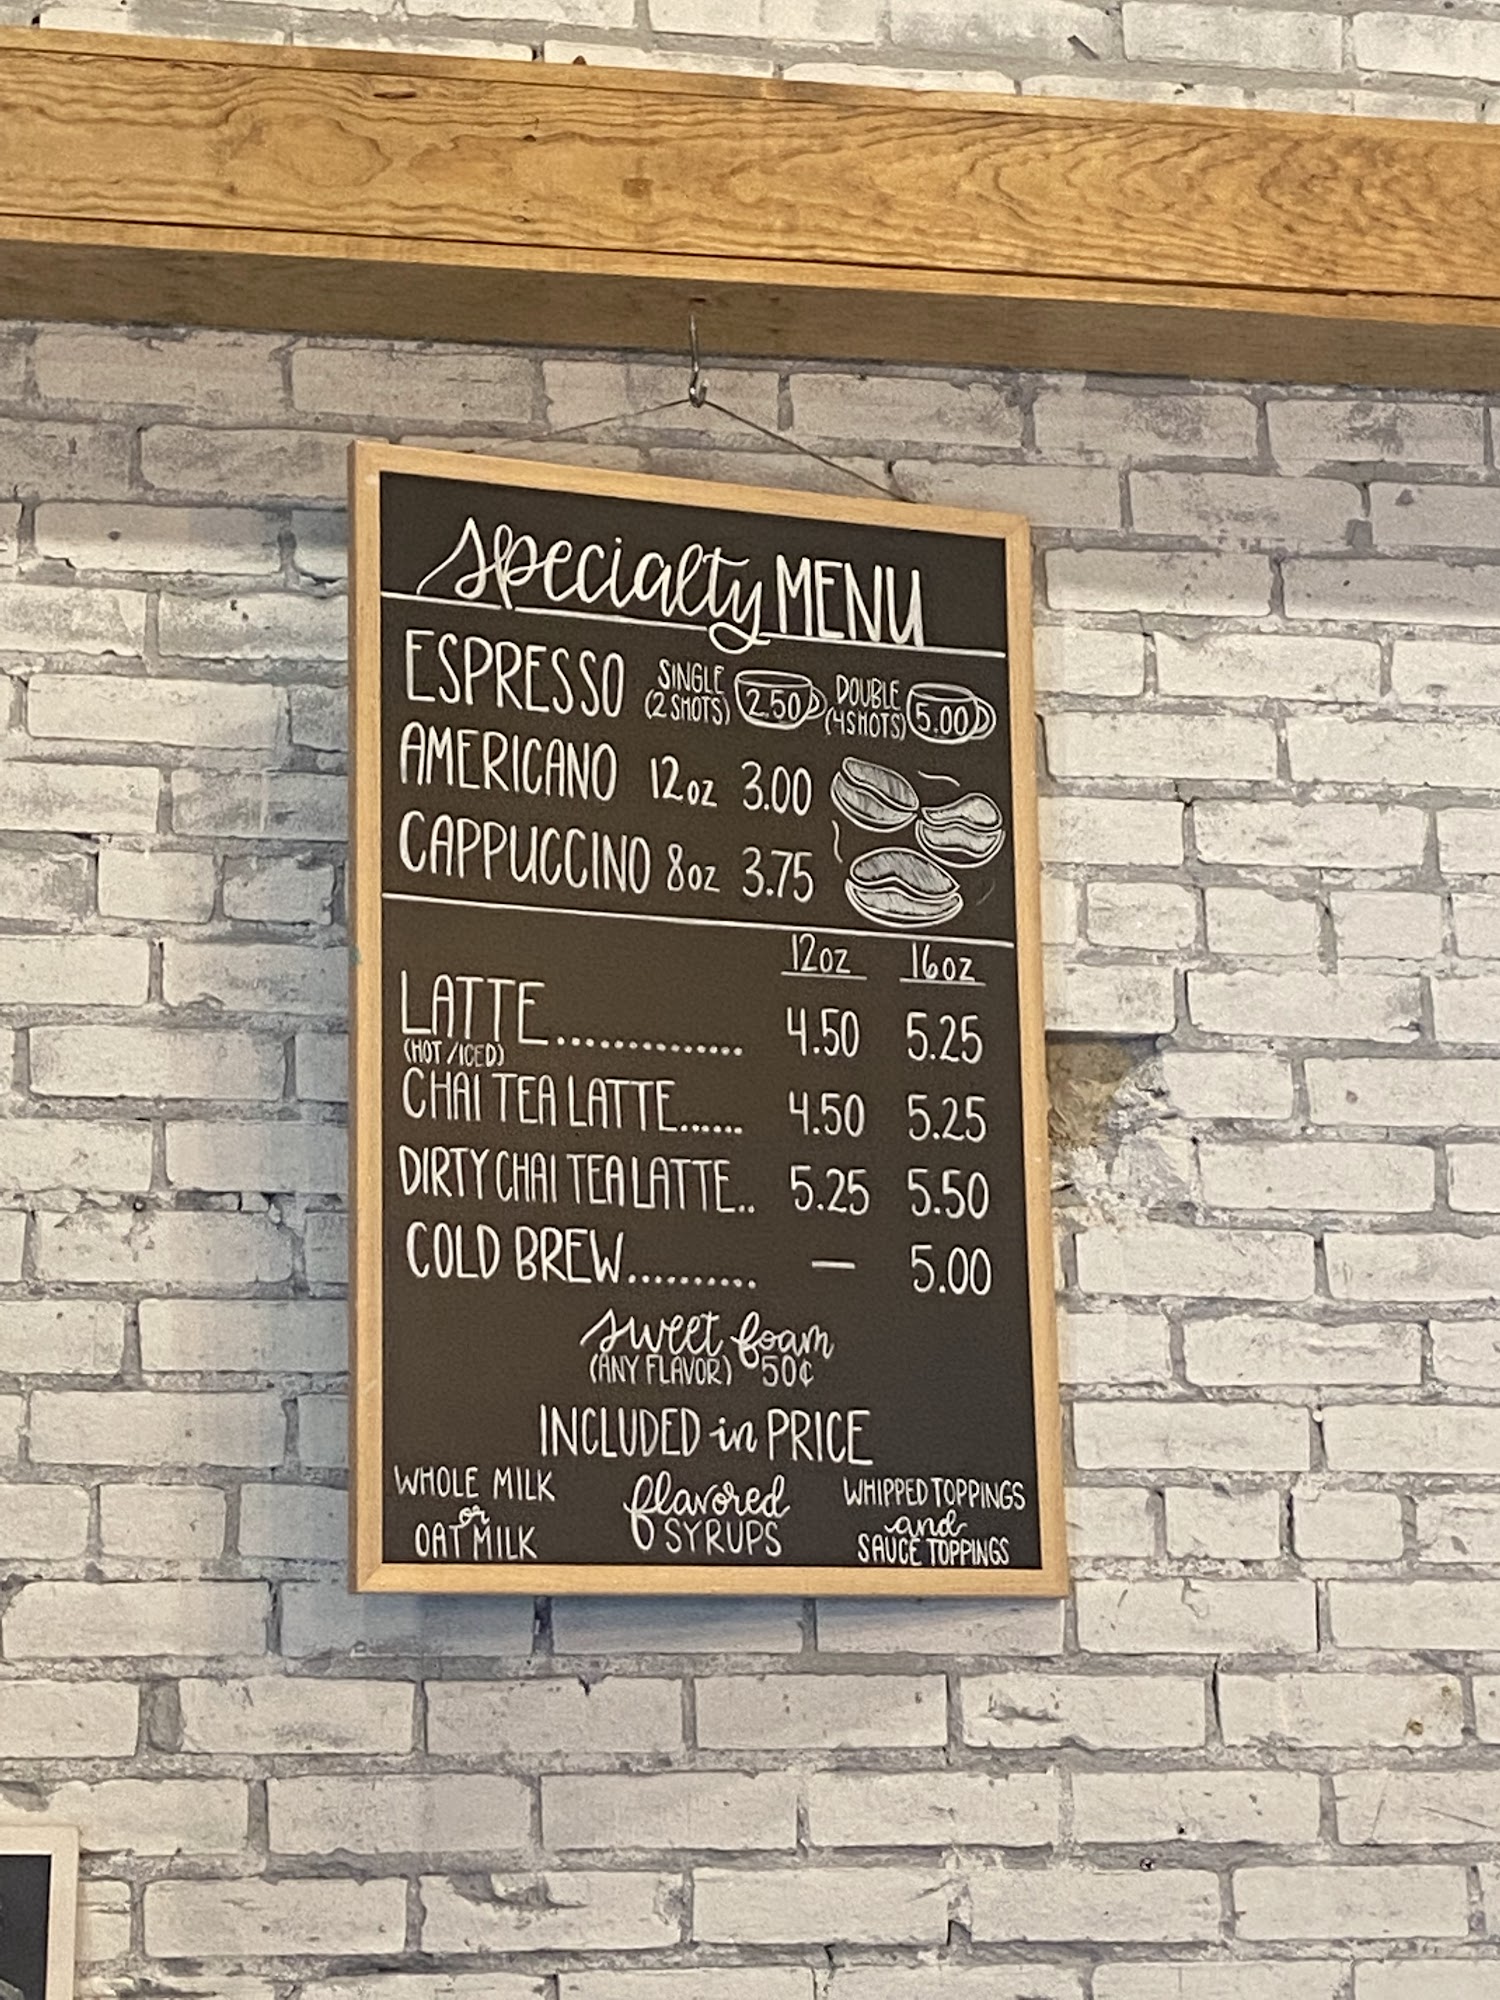 specialty MENU
ESPRESSO SINGLE (2 SHOTS) 2.50 DOUBLE (4 SHOTS) 5.00
AMERICANO 12oz 3.00
CAPPUCCINO 8oz 3.75
12oz 16oz
LATTE.............. 4.50 5.25
(HOT/ICED)
CHAI TEA LATTE...... 4.50 5.25
DIRTY CHAI TEA LATTE.. 5.25 5.50
COLD BREW.......... — 5.00
sweet foam
(ANY FLAVOR) 50¢
INCLUDED in PRICE
WHOLE MILK
or
OAT MILK
flavored
SYRUPS
WHIPPED TOPPINGS
and
SAUCE TOPPINGS